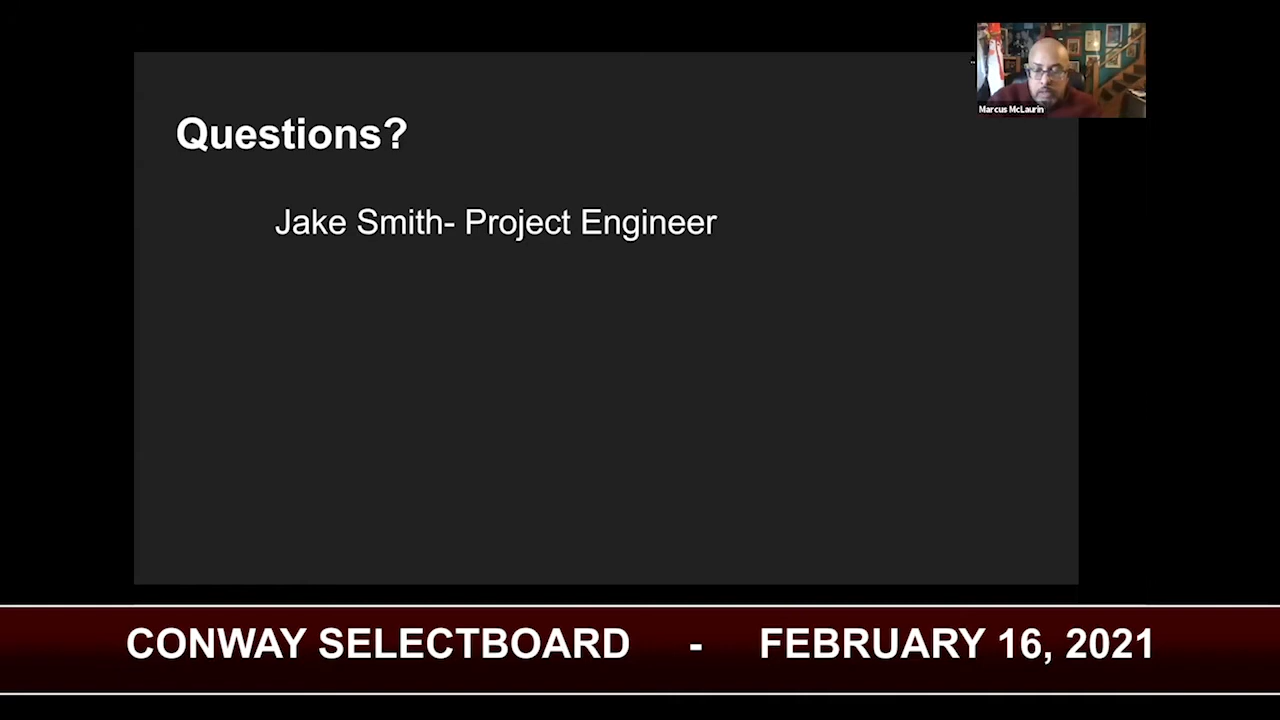 Marcus McLaurin
Questions?
Jake Smith- Project Engineer
CONWAY SELECTBOARD - FEBRUARY 16, 2021